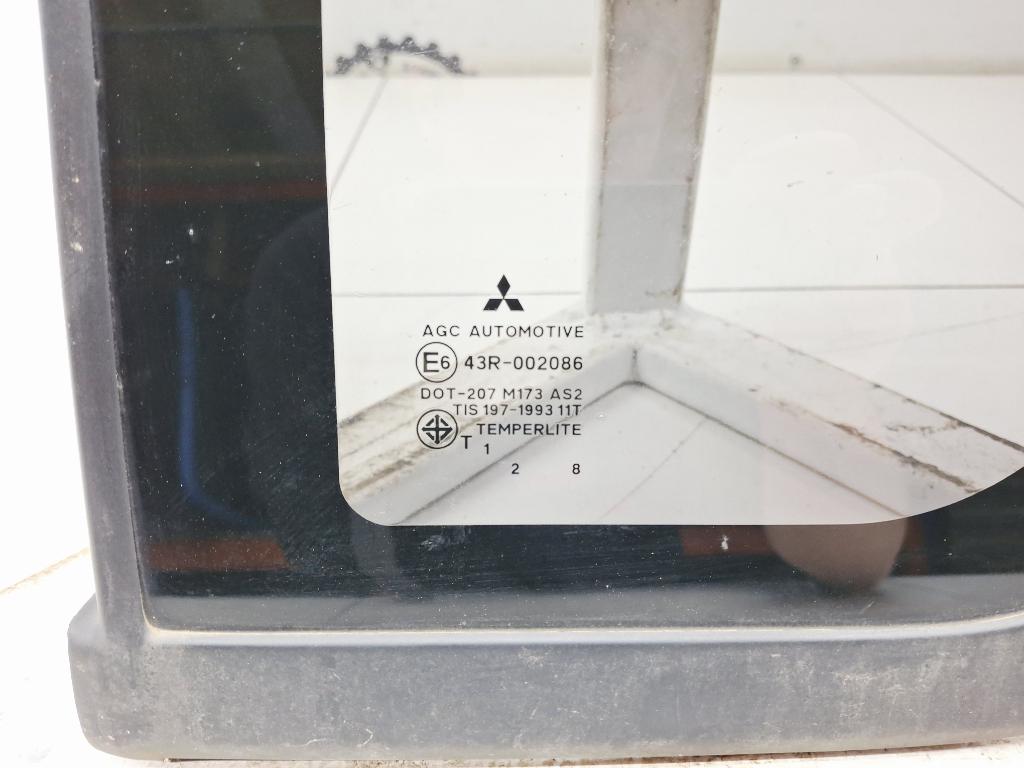 AGC AUTOMOTIVE
E6 43R-002086
DOT-207 M173 AS2
TIS 197-1993 11T
TEMPERLITE
T 1
2 8